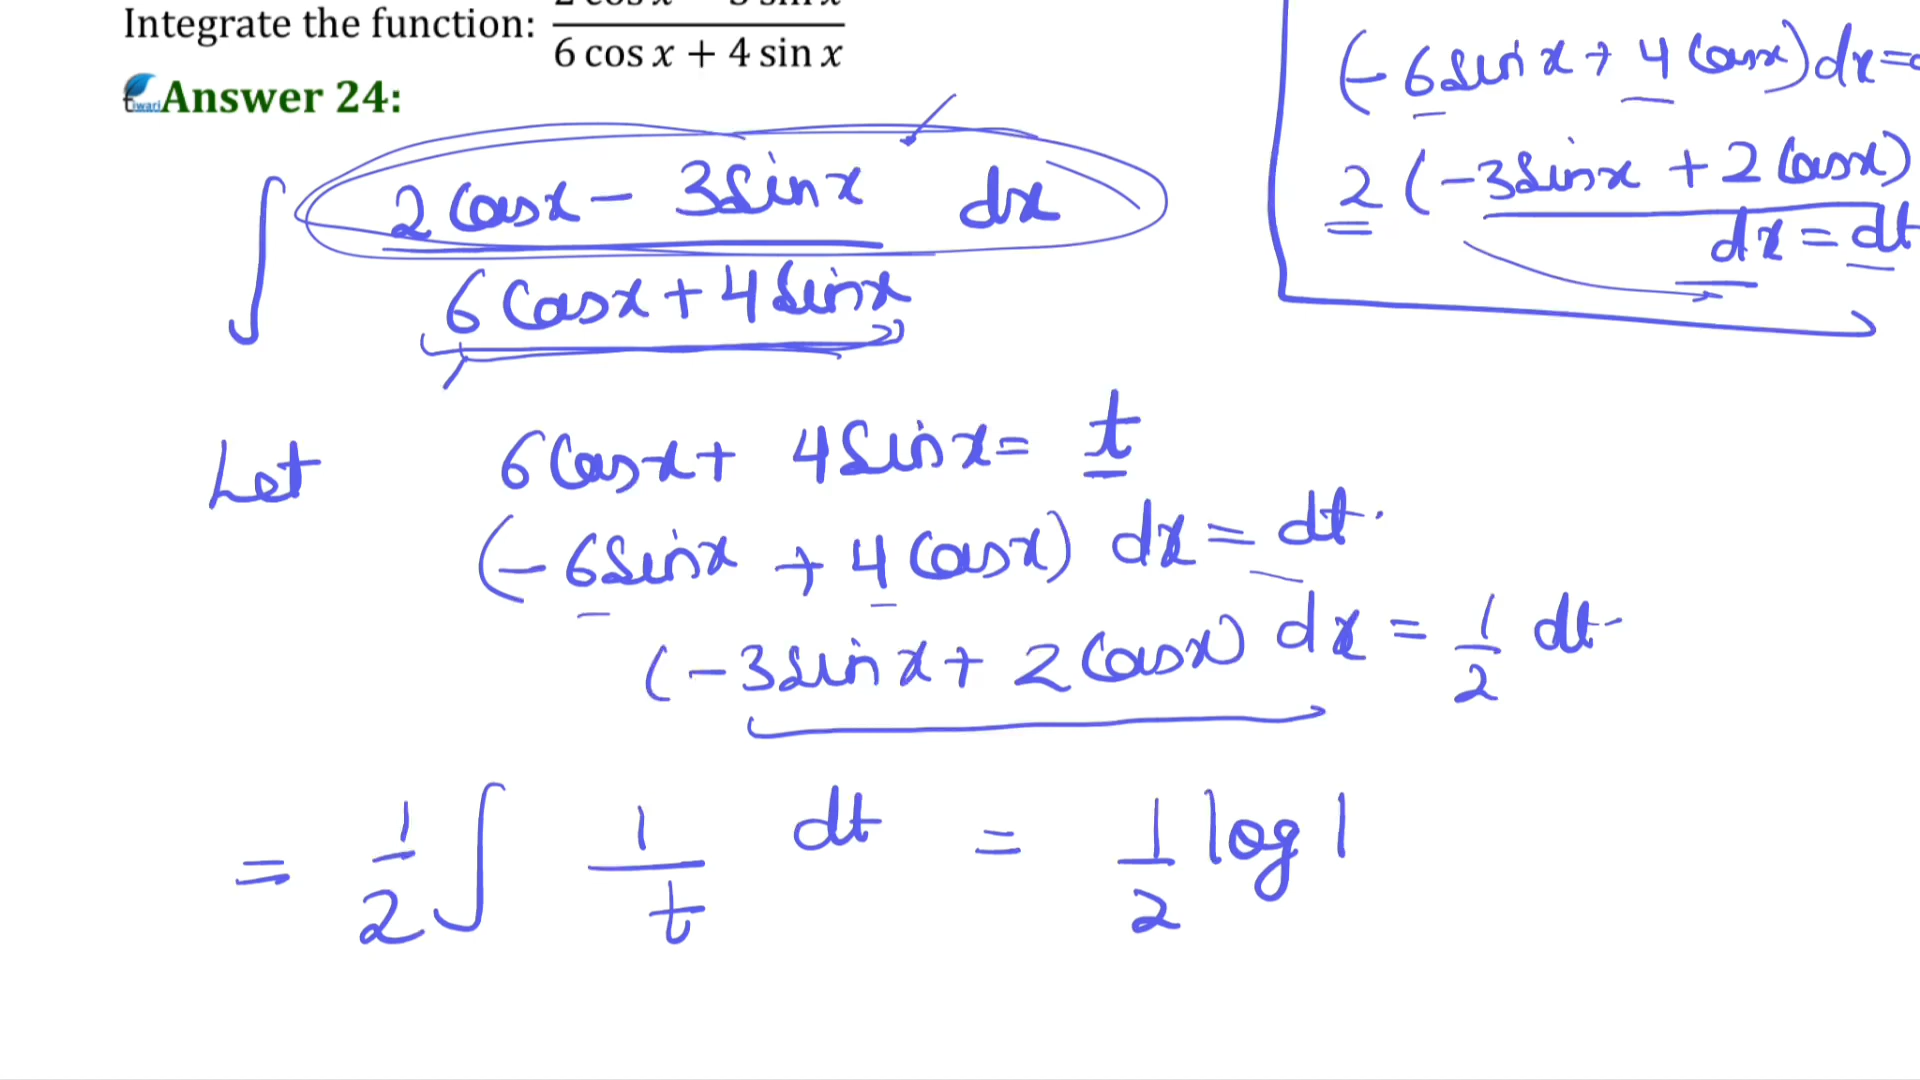 Integrate the function: 2 cos x − 3 sin x / 6 cos x + 4 sin x
Tiwari Answer 24:
∫ 2 Cosx − 3 Sinx dx / 6 Cosx + 4 Sinx
Let 6 Cosx + 4 Sinx = t
(−6 Sinx + 4 Cosx) dx = dt.
(−3 Sinx + 2 Cosx) dx = 1/2 dt
= 1/2 ∫ 1/t dt = 1/2 log |
(−6 Sinx + 4 Cosx) dx =
2 (−3 Sinx + 2 Cosx)
dx = dt